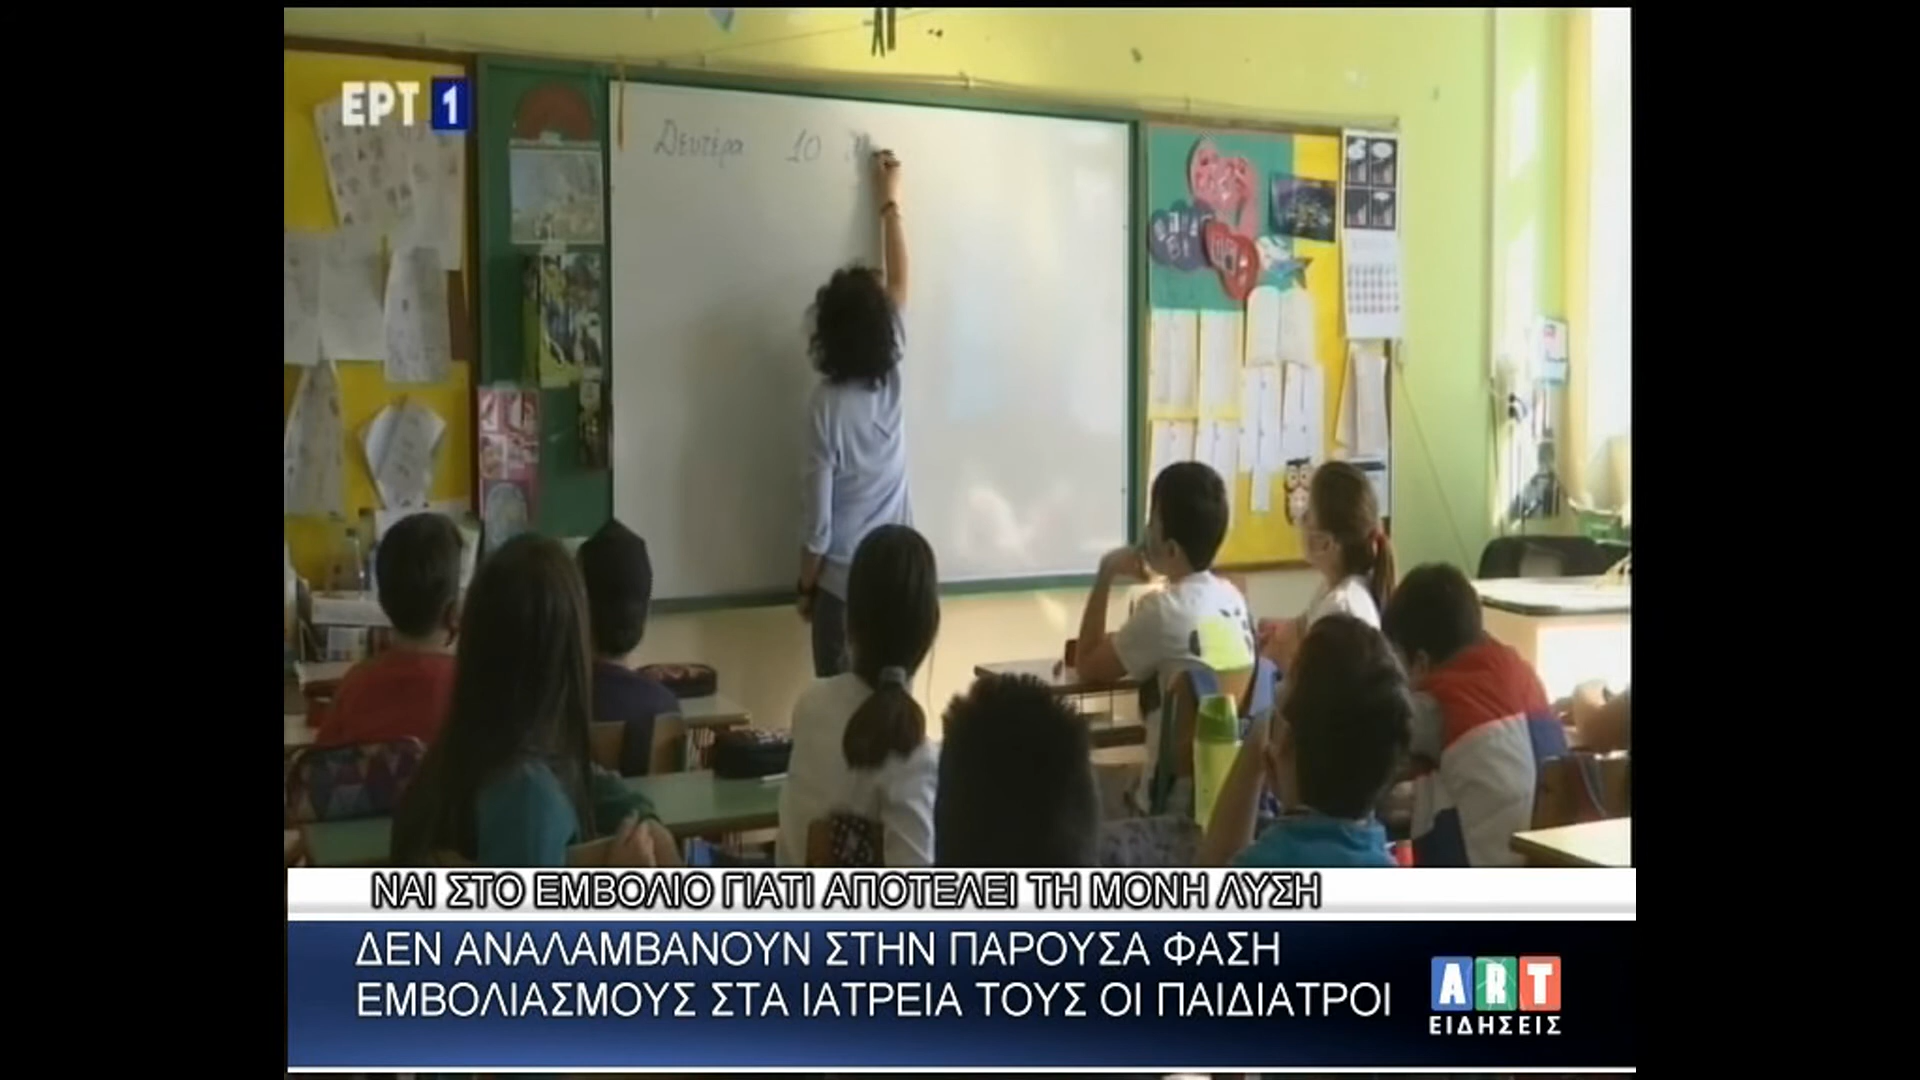 ΕΡΤ 1
Δευτέρα 10
ΝΑΙ ΣΤΟ ΕΜΒΟΛΙΟ ΓΙΑΤΙ ΑΠΟΤΕΛΕΙ ΤΗ ΜΟΝΗ ΛΥΣΗ
ΔΕΝ ΑΝΑΛΑΜΒΑΝΟΥΝ ΣΤΗΝ ΠΑΡΟΥΣΑ ΦΑΣΗ
ΕΜΒΟΛΙΑΣΜΟΥΣ ΣΤΑ ΙΑΤΡΕΙΑ ΤΟΥΣ ΟΙ ΠΑΙΔΙΑΤΡΟΙ
ART
ΕΙΔΗΣΕΙΣ